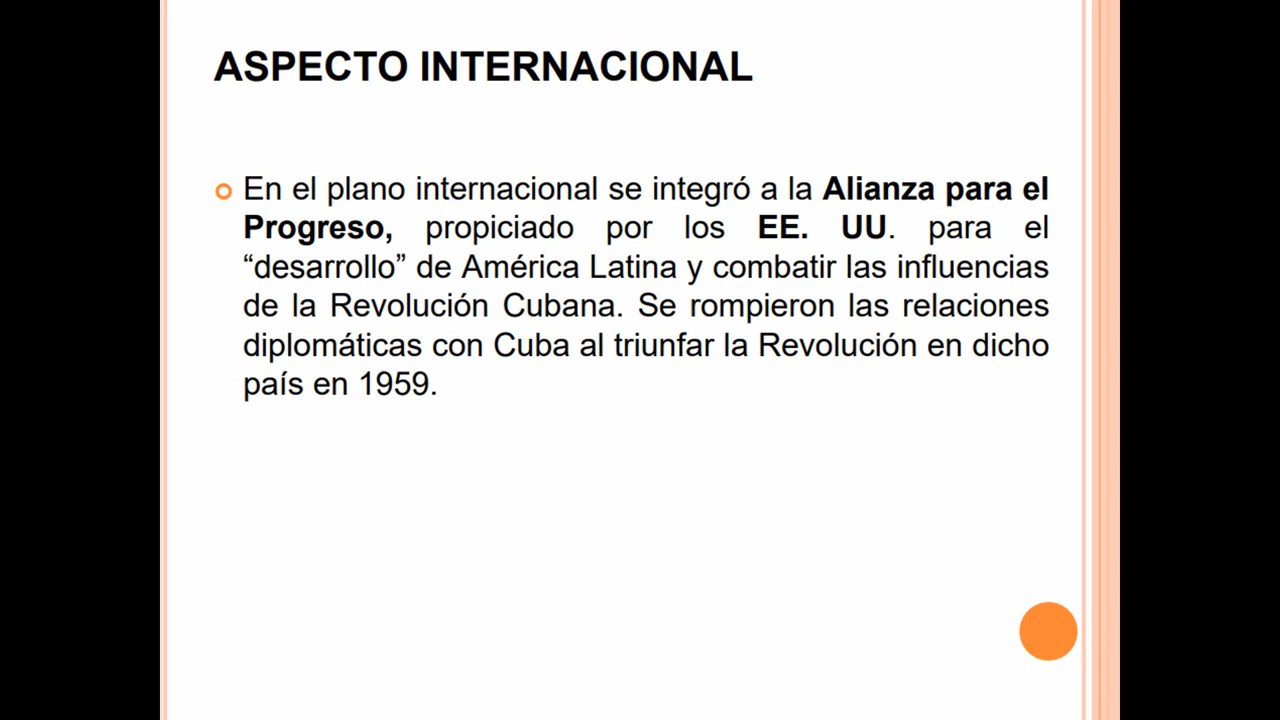 ASPECTO INTERNACIONAL
En el plano internacional se integró a la Alianza para el
Progreso, propiciado por los EE. UU. para el
“desarrollo” de América Latina y combatir las influencias
de la Revolución Cubana. Se rompieron las relaciones
diplomáticas con Cuba al triunfar la Revolución en dicho
país en 1959.